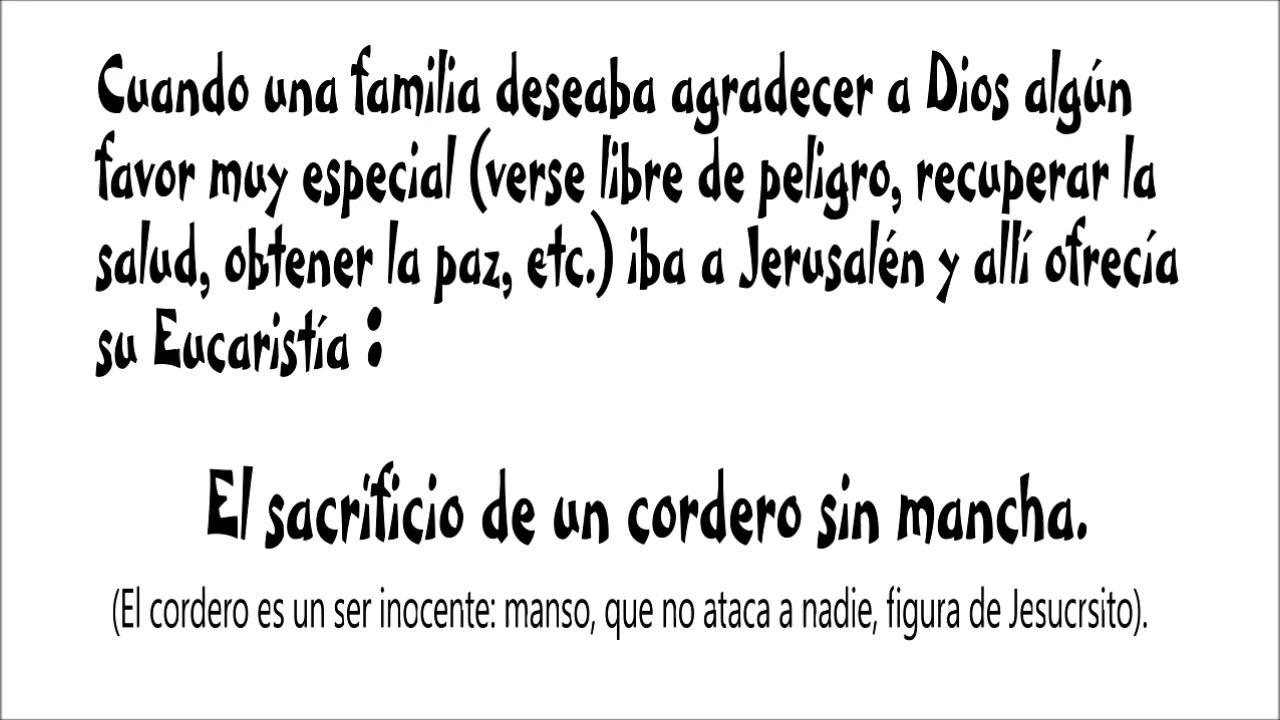 Cuando una familia deseaba agradecer a Dios algún
favor muy especial (verse libre de peligro, recuperar la
salud, obtener la paz, etc.) iba a Jerusalén y allí ofrecía
su Eucaristía :
El sacrificio de un cordero sin mancha.
(El cordero es un ser inocente: manso, que no ataca a nadie, figura de Jesucrsito).